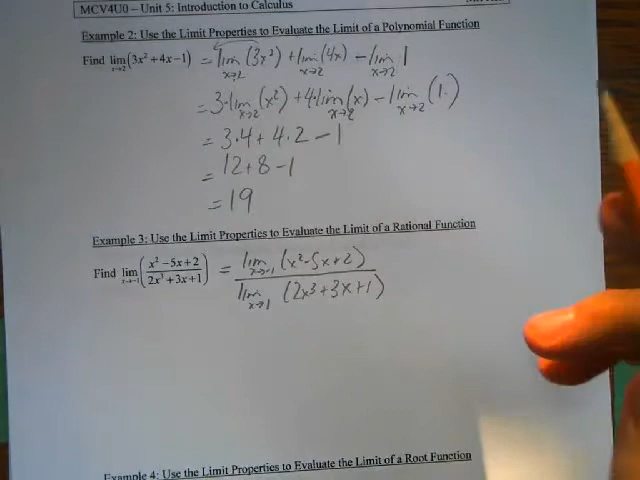 MCV4U0 – Unit 5: Introduction to Calculus
Example 2: Use the Limit Properties to Evaluate the Limit of a Polynomial Function
Find lim x→2 (3x² + 4x − 1) = lim x→2 (3x²) + lim x→2 (4x) − lim x→2 1
= 3·lim x→2 (x²) + 4·lim x→2 (x) − lim x→2 (1)
= 3·4 + 4·2 − 1
= 12 + 8 − 1
= 19
Example 3: Use the Limit Properties to Evaluate the Limit of a Rational Function
Find lim x→−1 ((x² − 5x + 2)/(2x³ + 3x + 1)) = lim x→−1 (x² − 5x + 2) / lim x→1 (2x³ + 3x + 1)
Example 4: Use the Limit Properties to Evaluate the Limit of a Root Function